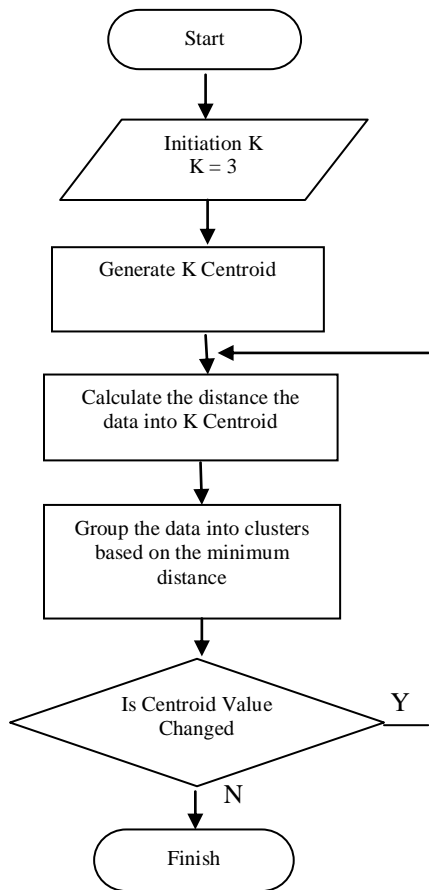 Start
Initiation K
K = 3
Generate K Centroid
Calculate the distance the
data into K Centroid
Group the data into clusters
based on the minimum
distance
Is Centroid Value
Changed
Y
N
Finish